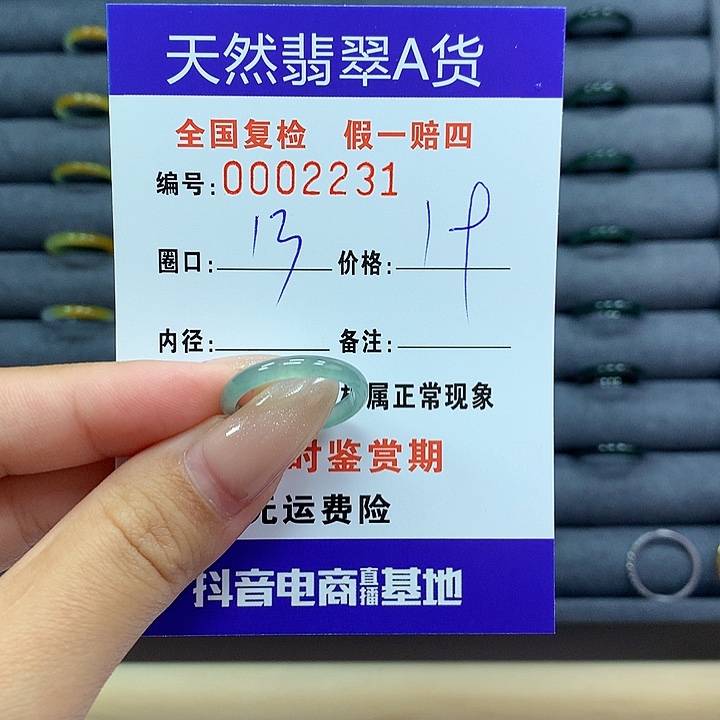 天然翡翠A货
全国复检 假一赔四
编号:0002231
圈口:13 价格:
内径: 备注:
属正常现象
时鉴赏期
运费险
抖音电商直播基地